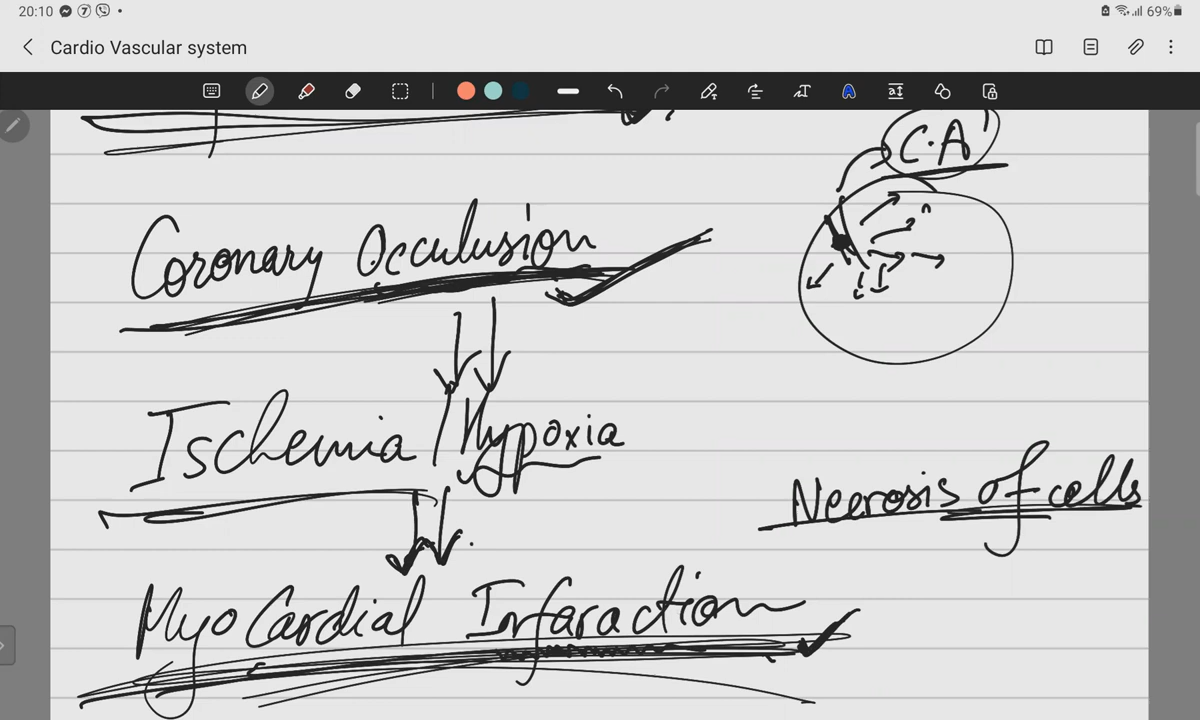 20:10 69%
Cardio Vascular system
C.A
Coronary Occulusion
Ischemia / Hypoxia
Necrosis of cells
Myo Cardial Infaraction